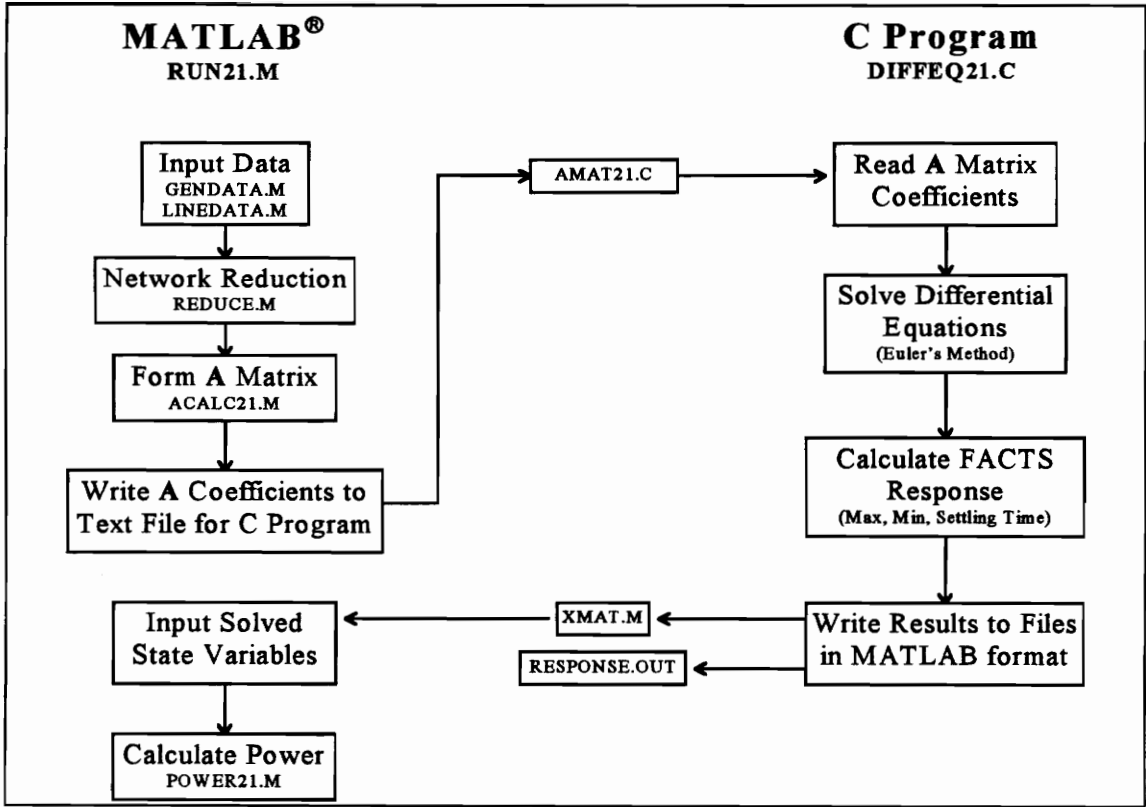 MATLAB®
RUN21.M
Input Data
GENDATA.M
LINEDATA.M
Network Reduction
REDUCE.M
Form A Matrix
ACALC21.M
Write A Coefficients to
Text File for C Program
AMAT21.C
C Program
DIFFEQ21.C
Read A Matrix
Coefficients
Solve Differential
Equations
(Euler's Method)
Calculate FACTS
Response
(Max, Min, Settling Time)
Write Results to Files
in MATLAB format
XMAT.M
RESPONSE.OUT
Input Solved
State Variables
Calculate Power
POWER21.M